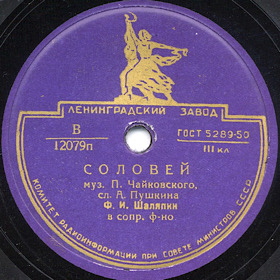 ЛЕНИНГРАДСКИЙ ЗАВОД
В
12079п
ГОСТ 5289-50
III кл
СОЛОВЕЙ
муз. П. Чайковского,
сл. А. Пушкина
Ф. И. Шаляпин
в сопр. ф-но
КОМИТЕТ РАДИОИНФОРМАЦИИ ПРИ СОВЕТЕ МИНИСТРОВ СССР